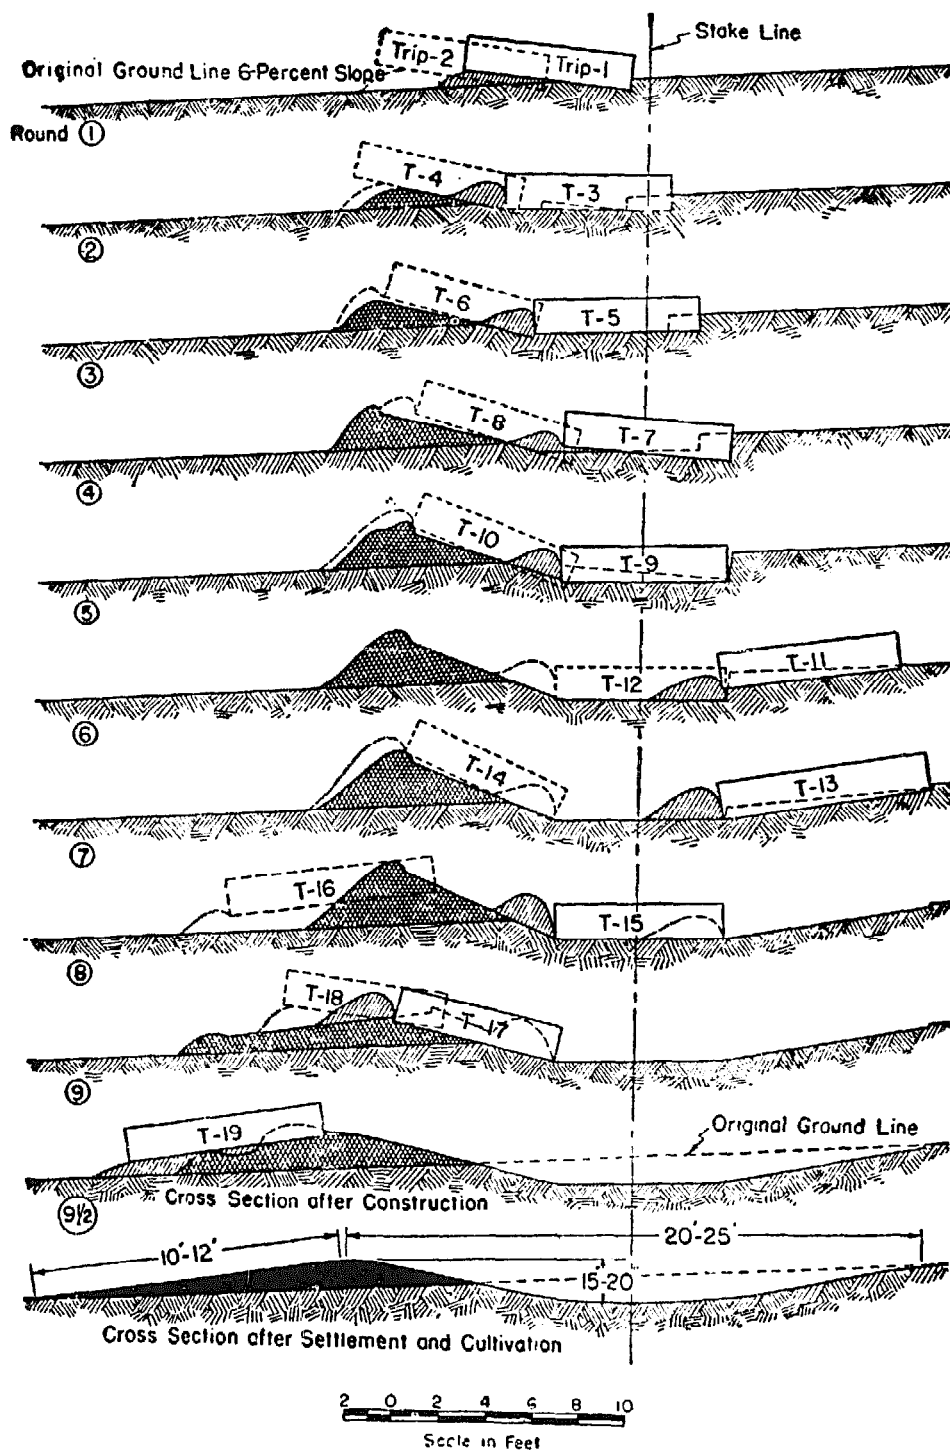 Stake Line
Trip-2
Trip-1
Original Ground Line 6-Percent Slope
Round 1
T-4
T-3
2
T-6
T-5
3
T-8
T-7
4
T-10
T-9
5
T-11
T-12
6
T-14
T-13
7
T-16
T-15
8
T-18
T-17
9
T-19
Original Ground Line
Cross Section after Construction
9 1/2
10'-12'
20'-25'
15-20
Cross Section after Settlement and Cultivation
2 0 2 4 6 8 10
Scale in Feet